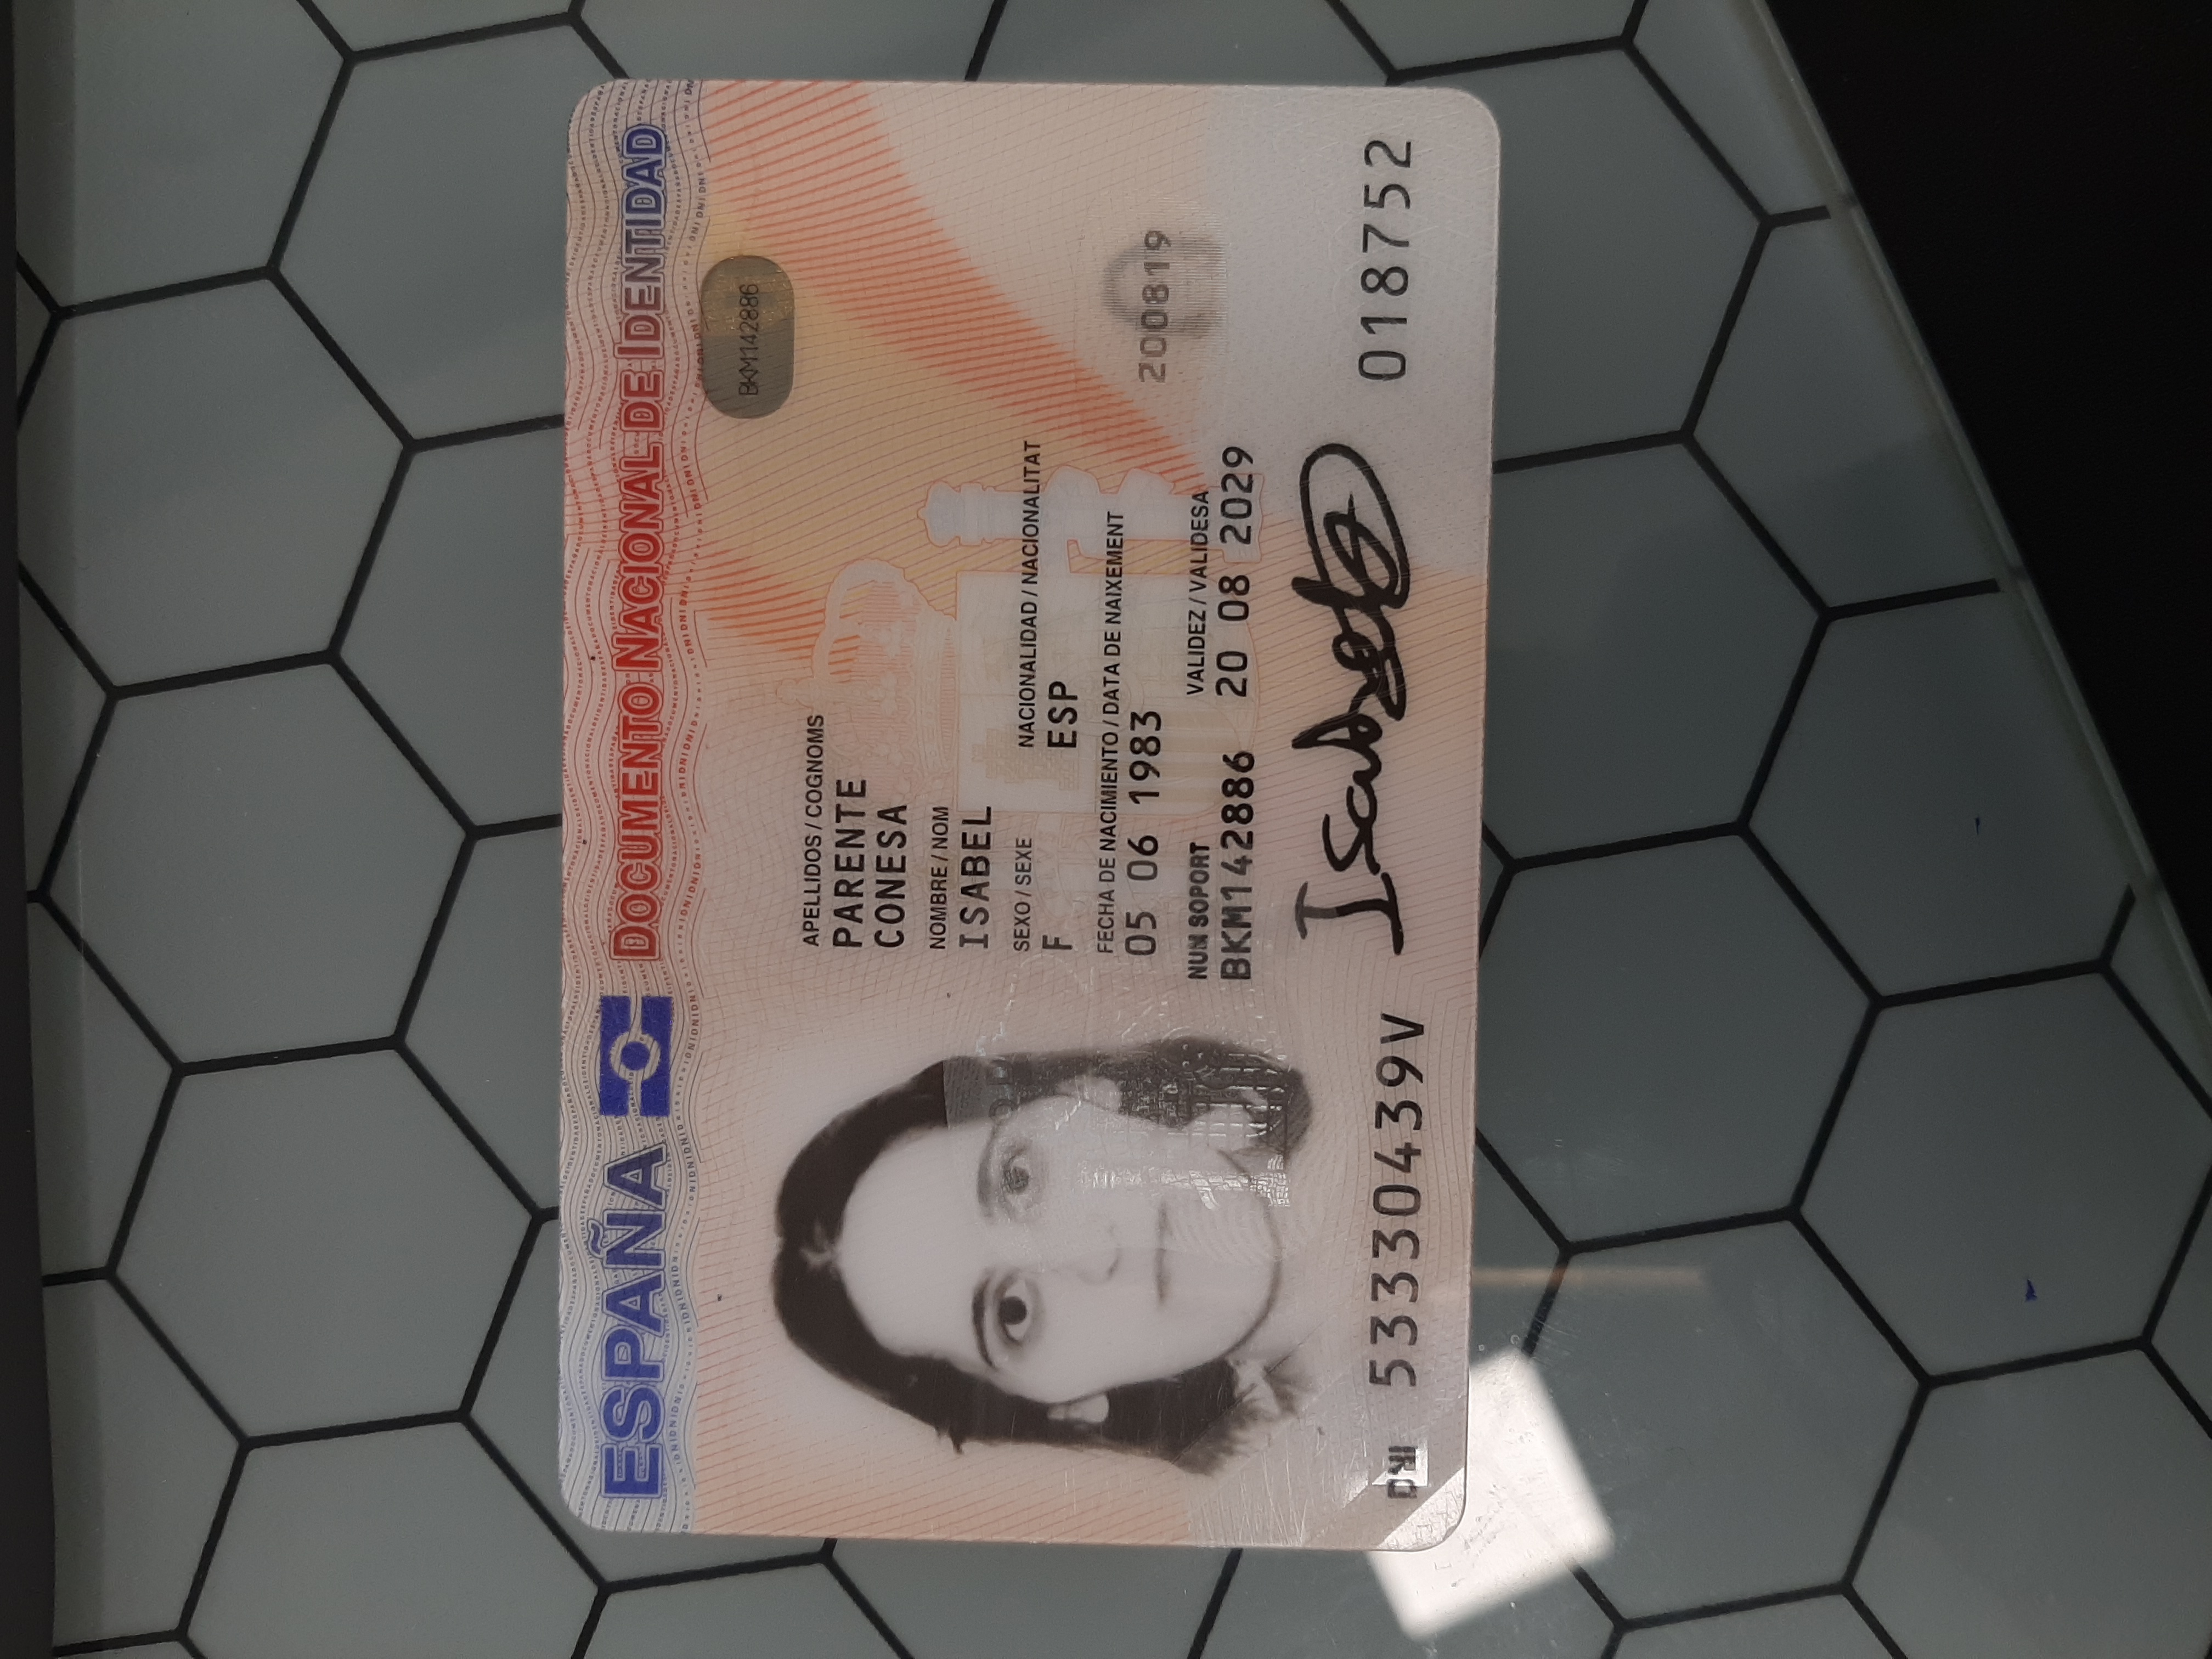 ESPAÑA DOCUMENTO NACIONAL DE IDENTIDAD
BKM142886
APELLIDOS / COGNOMS
PARENTE
CONESA
NOMBRE / NOM
ISABEL
SEXO / SEXE NACIONALIDAD / NACIONALITAT
F ESP
FECHA DE NACIMIENTO / DATA DE NAIXEMENT
05 06 1983
200819
NUM SOPORT VALIDEZ / VALIDESA
BKM142886 20 08 2029
DNI 53330439V 018752